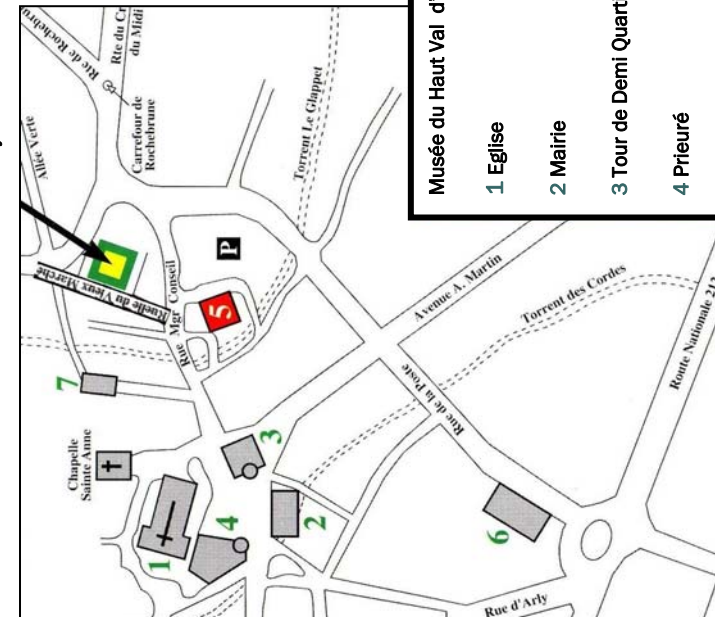 Rte de
Rte du Cr
du Midi
Carrefour de
Rochebrune
Allée Verte
Torrent Le Glappet
Ruelle du Vieux Marché
Rue Mgr Conseil
P
5
7
Chapelle
Sainte Anne
3
4
1
2
6
Avenue A. Martin
Torrent des Cordes
Rue de la Poste
Route Nationale
Rue d'Arly
Musée du Haut Val d'
1 Eglise
2 Mairie
3 Tour de Demi Quart
4 Prieuré